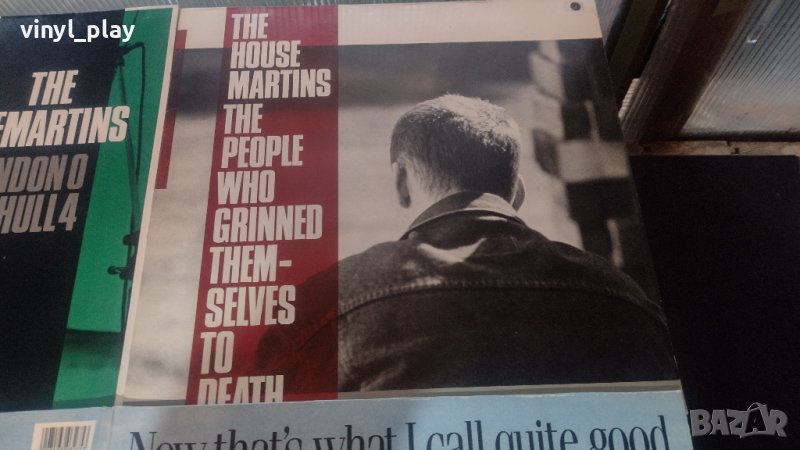 vinyl_play
THE
EMARTINS
NDON 0
HULL 4
THE
HOUSE
MARTINS
THE
PEOPLE
WHO
GRINNED
THEM-
SELVES
TO
DEATH
Now that's what I call quite good
BAZAR